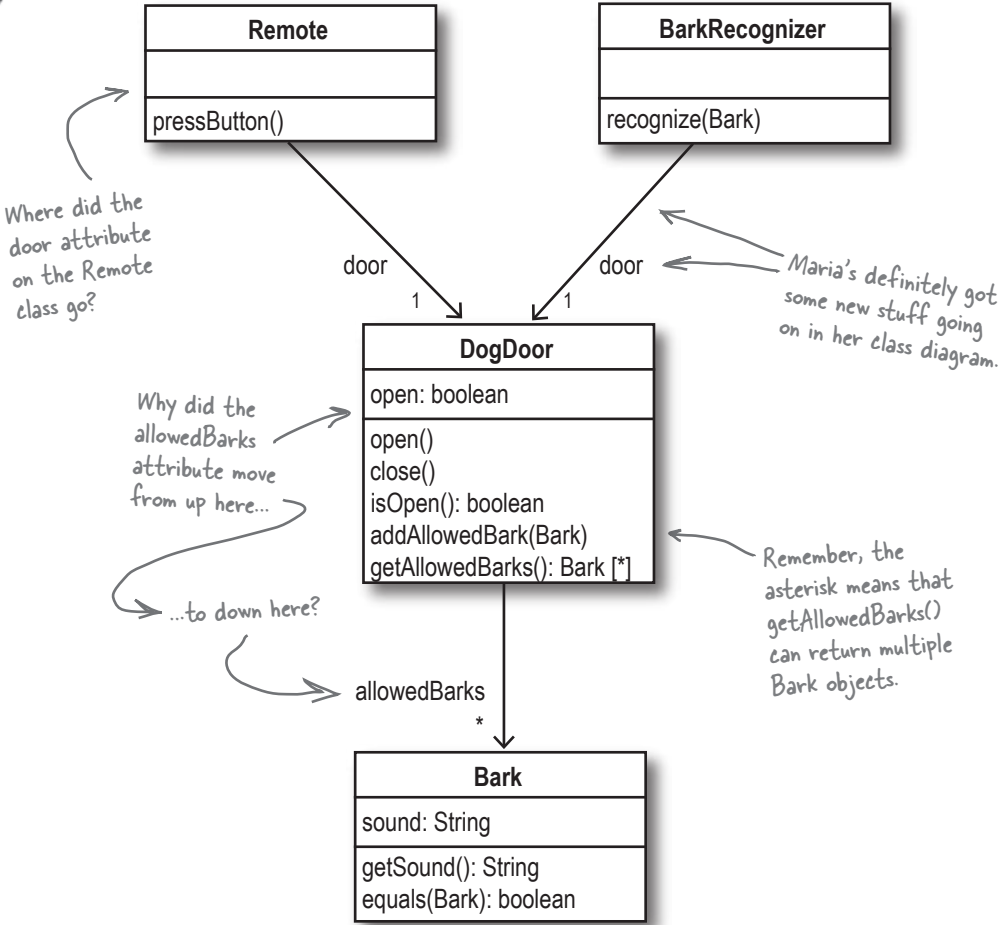 Remote
pressButton()
BarkRecognizer
recognize(Bark)
Where did the
door attribute
on the Remote
class go?
door
1
door
1
Maria's definitely got
some new stuff going
on in her class diagram.
DogDoor
open: boolean
open()
close()
isOpen(): boolean
addAllowedBark(Bark)
getAllowedBarks(): Bark [*]
Why did the
allowedBarks
attribute move
from up here...
...to down here?
Remember, the
asterisk means that
getAllowedBarks()
can return multiple
Bark objects.
allowedBarks
*
Bark
sound: String
getSound(): String
equals(Bark): boolean